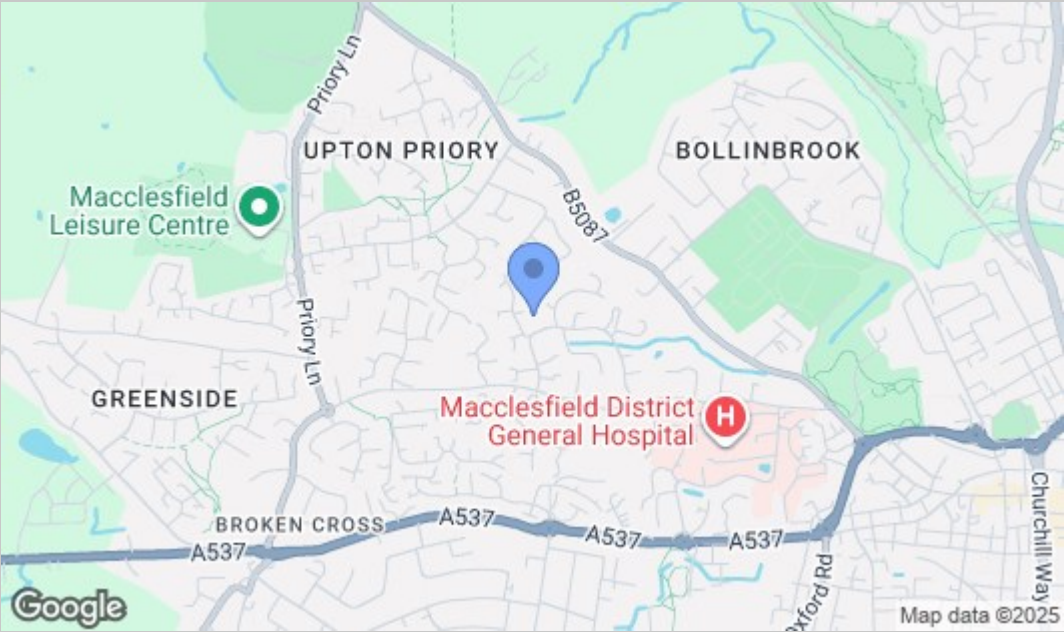 Priory Ln
UPTON PRIORY
BOLLINBROOK
Macclesfield
Leisure Centre
B5087
Priory Ln
GREENSIDE
Macclesfield District
General Hospital
H
BROKEN CROSS
A537
A537
A537
A537
Churchill Way
Oxford Rd
Google
Map data ©2025